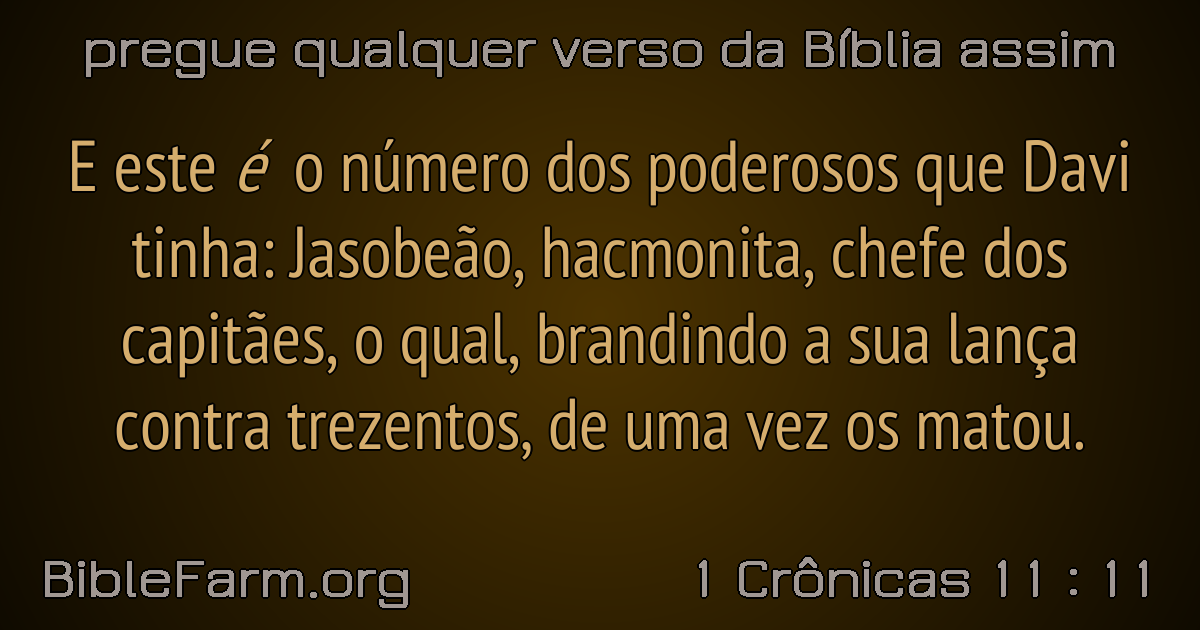 pregue qualquer verso da Bíblia assim
E este é o número dos poderosos que Davi
tinha: Jasobeão, hacmonita, chefe dos
capitães, o qual, brandindo a sua lança
contra trezentos, de uma vez os matou.
BibleFarm.org
1 Crônicas 11 : 11